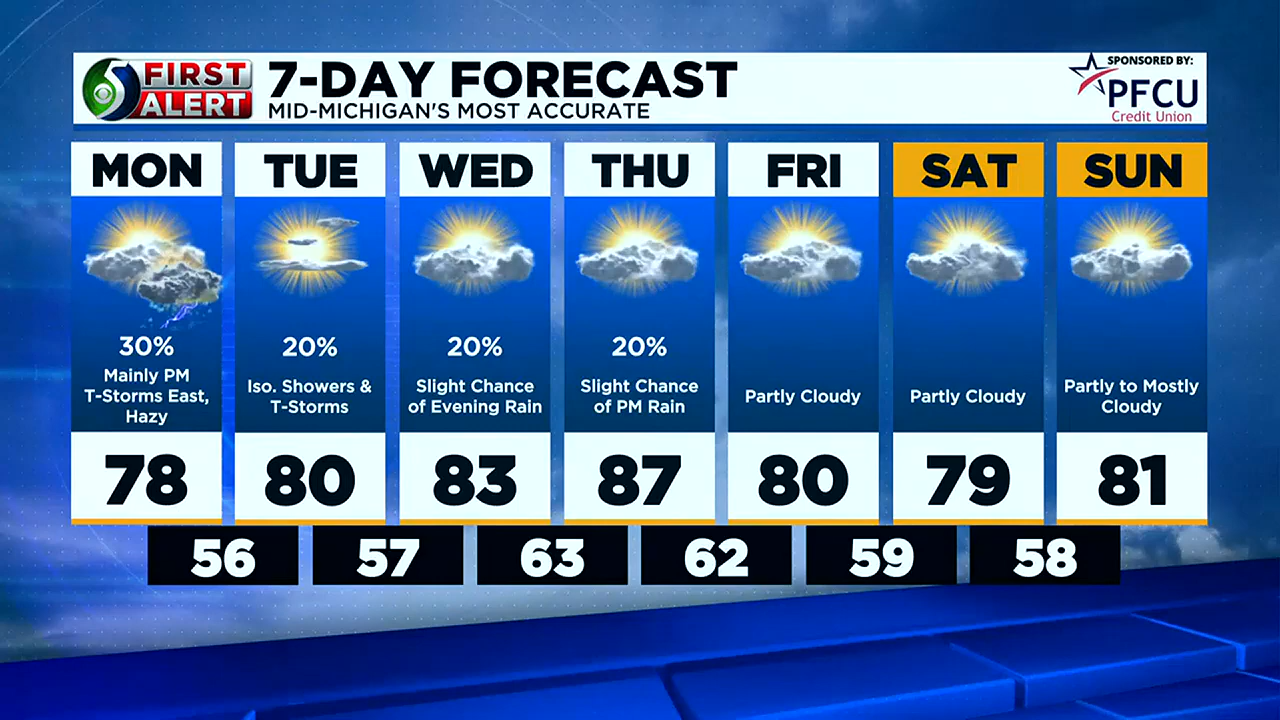 5 FIRST ALERT
7-DAY FORECAST
MID-MICHIGAN'S MOST ACCURATE
SPONSORED BY:
PFCU
Credit Union
MON
30%
Mainly PM
T-Storms East,
Hazy
78
TUE
20%
Iso. Showers &
T-Storms
80
WED
20%
Slight Chance
of Evening Rain
83
THU
20%
Slight Chance
of PM Rain
87
FRI
Partly Cloudy
80
SAT
Partly Cloudy
79
SUN
Partly to Mostly
Cloudy
81
56
57
63
62
59
58